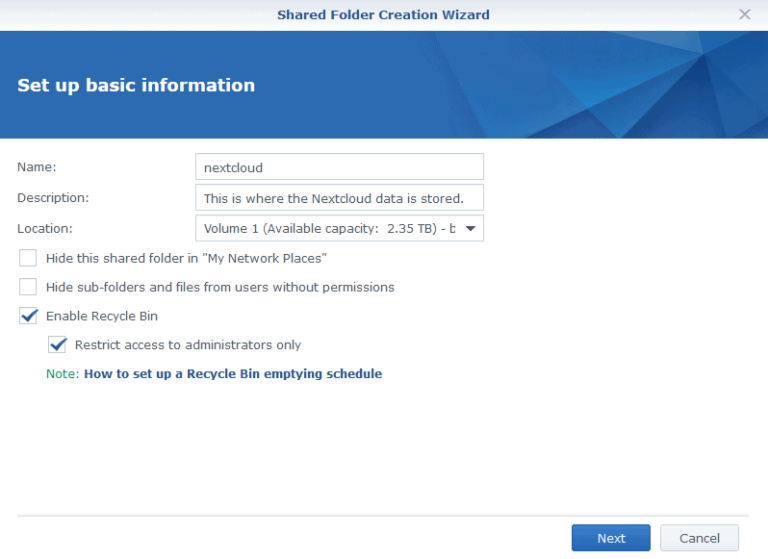 Shared Folder Creation Wizard
Set up basic information
Name: nextcloud
Description: This is where the Nextcloud data is stored.
Location: Volume 1 (Available capacity: 2.35 TB) - b
Hide this shared folder in "My Network Places"
Hide sub-folders and files from users without permissions
Enable Recycle Bin
Restrict access to administrators only
Note: How to set up a Recycle Bin emptying schedule
Next Cancel